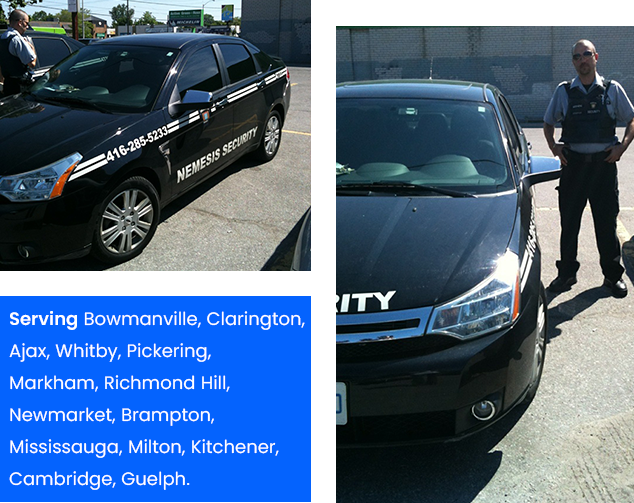 MICHELIN
416-285-5233
NEMESIS SECURITY
RITY
Serving Bowmanville, Clarington,
Ajax, Whitby, Pickering,
Markham, Richmond Hill,
Newmarket, Brampton,
Mississauga, Milton, Kitchener,
Cambridge, Guelph.